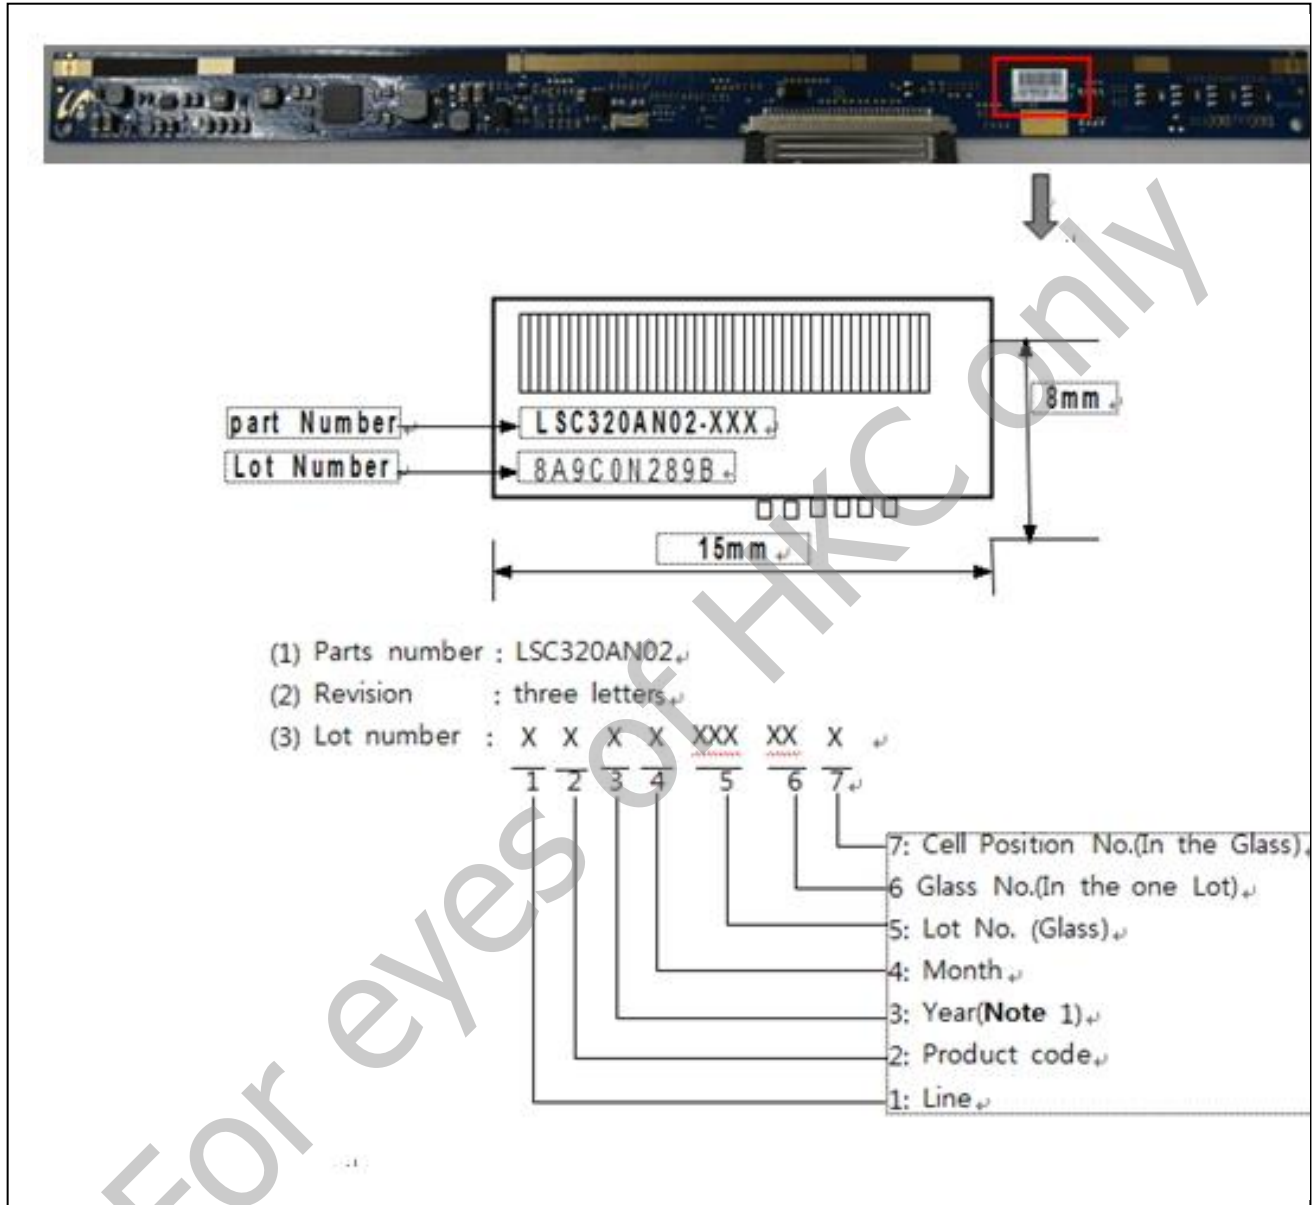 part Number
LSC320AN02-XXX
Lot Number
8A9C0N289B
8mm
15mm
(1) Parts number : LSC320AN02
(2) Revision : three letters
(3) Lot number : X X X X XXX XX X
1 2 3 4 5 6 7
7: Cell Position No.(In the Glass)
6 Glass No.(In the one Lot)
5: Lot No. (Glass)
4: Month
3: Year(Note 1)
2: Product code
1: Line
For eyes of HKC only